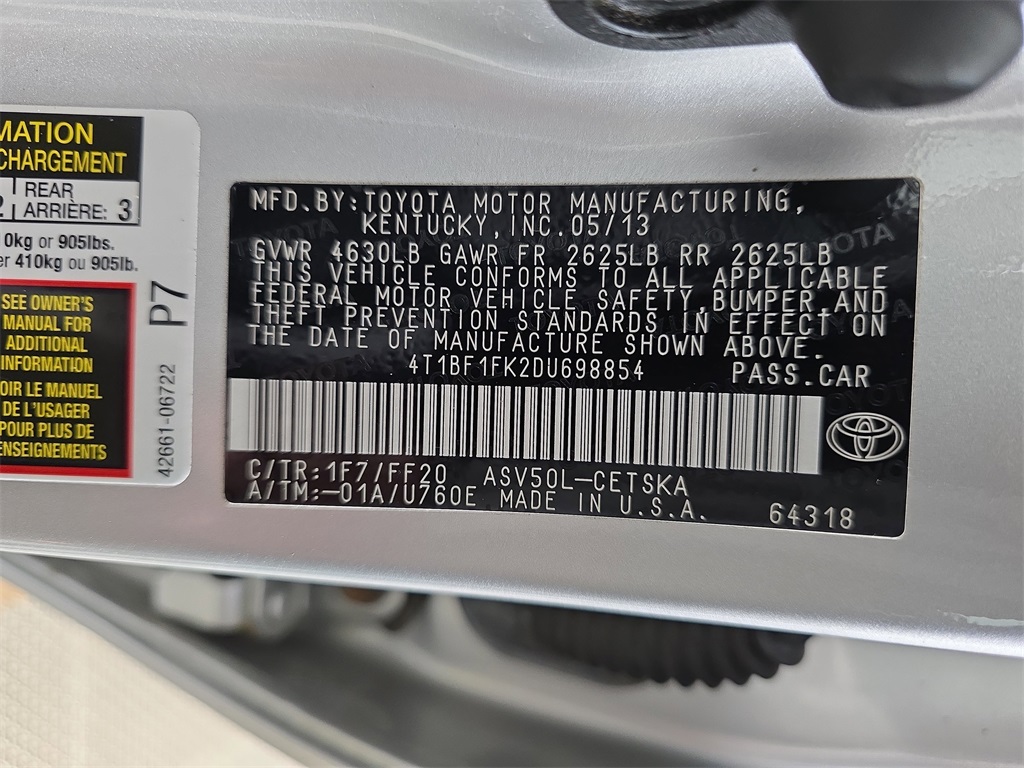 MATION
CHARGEMENT
REAR
ARRIÈRE: 3
0kg or 905lbs.
er 410kg ou 905lb.
SEE OWNER'S
MANUAL FOR
ADDITIONAL
INFORMATION
OIR LE MANUEL
DE L'USAGER
POUR PLUS DE
ENSEIGNEMENTS
P7
42661-06722
MFD.BY:TOYOTA MOTOR MANUFACTURING,
KENTUCKY,INC.05/13
GVWR 4630LB GAWR FR 2625LB RR 2625LB
THIS VEHICLE CONFORMS TO ALL APPLICABLE
FEDERAL MOTOR VEHICLE SAFETY,BUMPER,AND
THEFT PREVENTION STANDARDS IN EFFECT ON
THE DATE OF MANUFACTURE SHOWN ABOVE.
4T1BF1FK2DU698854 PASS.CAR
C/TR:1F7/FF20 ASV50L-CETSKA
A/TM:-01A/U760E MADE IN U.S.A. 64318